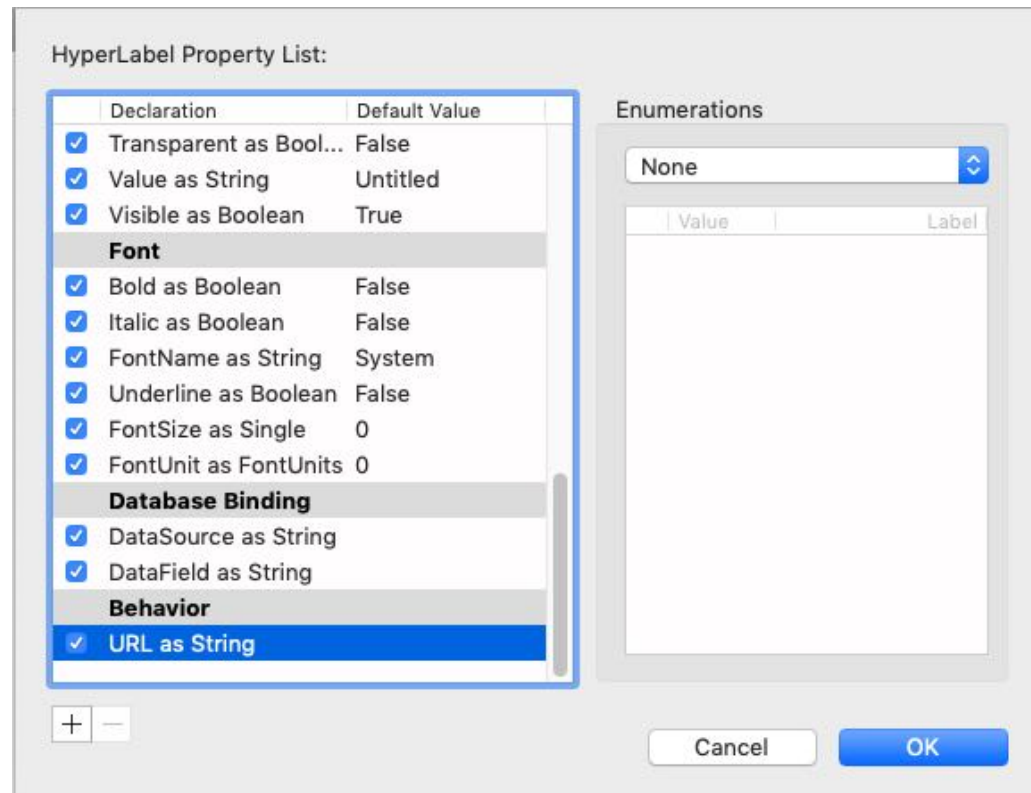 HyperLabel Property List:
Declaration Default Value
Transparent as Bool... False
Value as String Untitled
Visible as Boolean True
Font
Bold as Boolean False
Italic as Boolean False
FontName as String System
Underline as Boolean False
FontSize as Single 0
FontUnit as FontUnits 0
Database Binding
DataSource as String
DataField as String
Behavior
URL as String
Enumerations
None
Value Label
Cancel OK